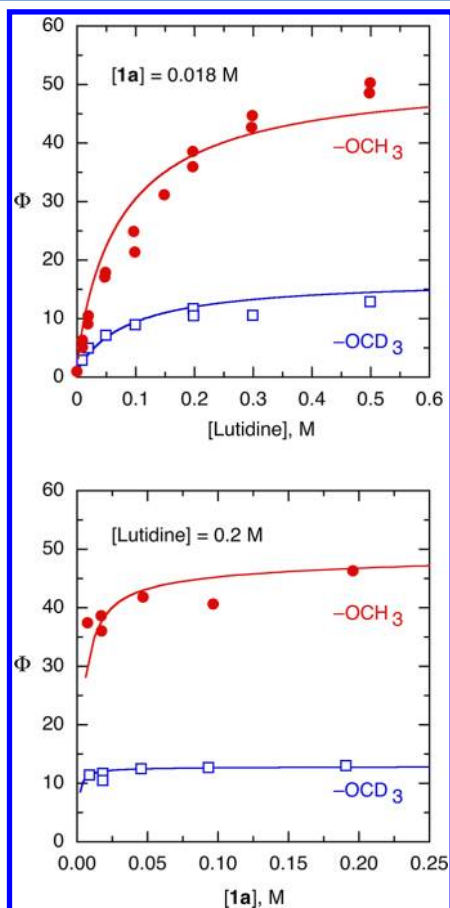 60
[1a] = 0.018 M
50
40
–OCH3
Φ
30
20
–OCD3
10
0
0 0.1 0.2 0.3 0.4 0.5 0.6
[Lutidine], M
60
[Lutidine] = 0.2 M
50
40
–OCH3
Φ
30
20
10
–OCD3
0
0.00 0.05 0.10 0.15 0.20 0.25
[1a], M